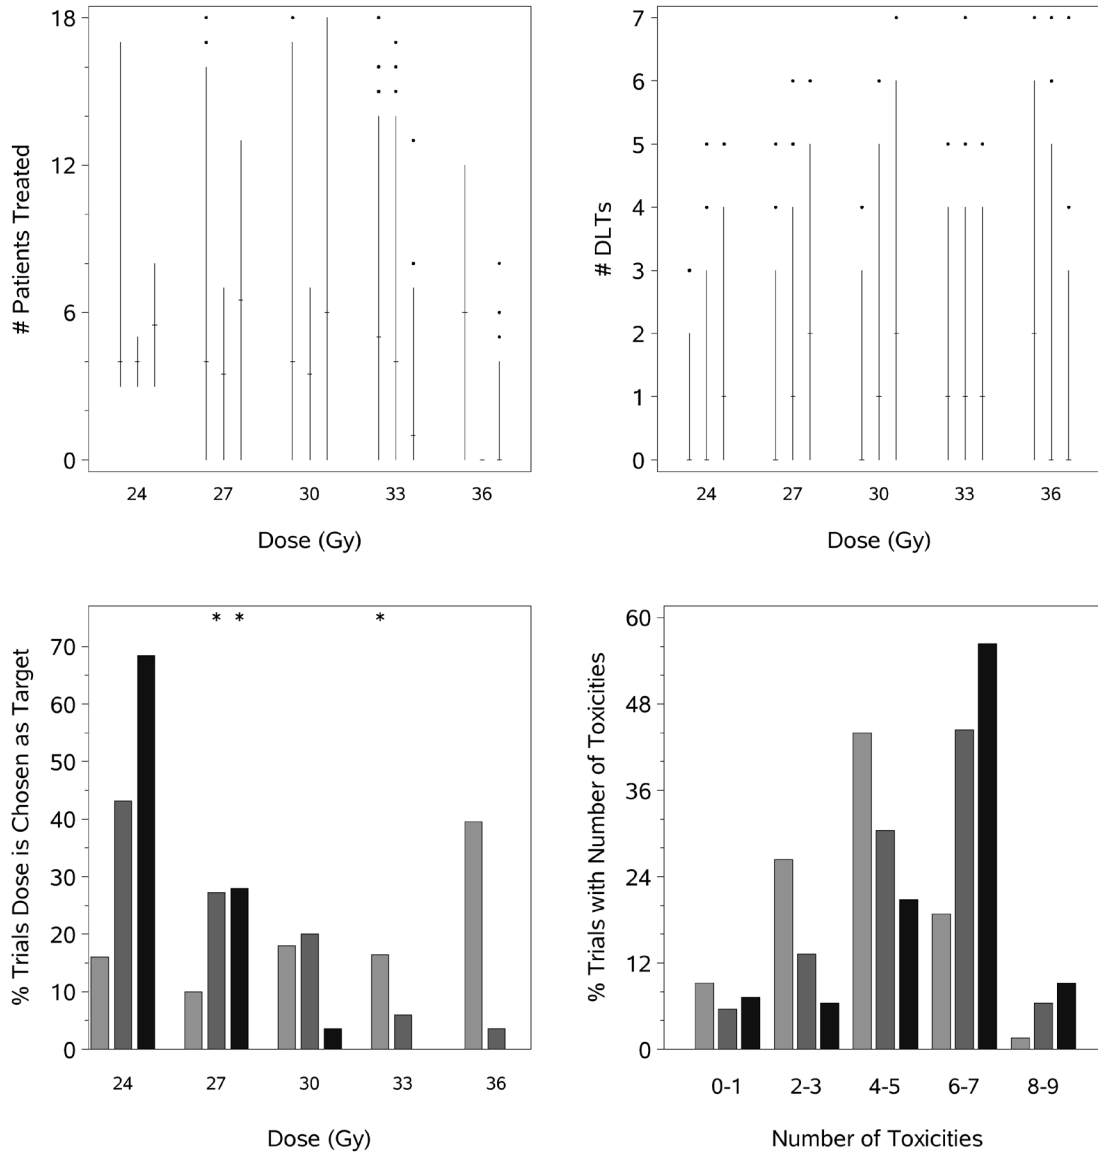 # Patients Treated
18
12
6
0
24 27 30 33 36
Dose (Gy)
# DLTs
7
6
5
4
3
2
1
0
24 27 30 33 36
Dose (Gy)
% Trials Dose is Chosen as Target
* * *
70
60
50
40
30
20
10
0
24 27 30 33 36
Dose (Gy)
% Trials with Number of Toxicities
60
48
36
24
12
0
0-1 2-3 4-5 6-7 8-9
Number of Toxicities